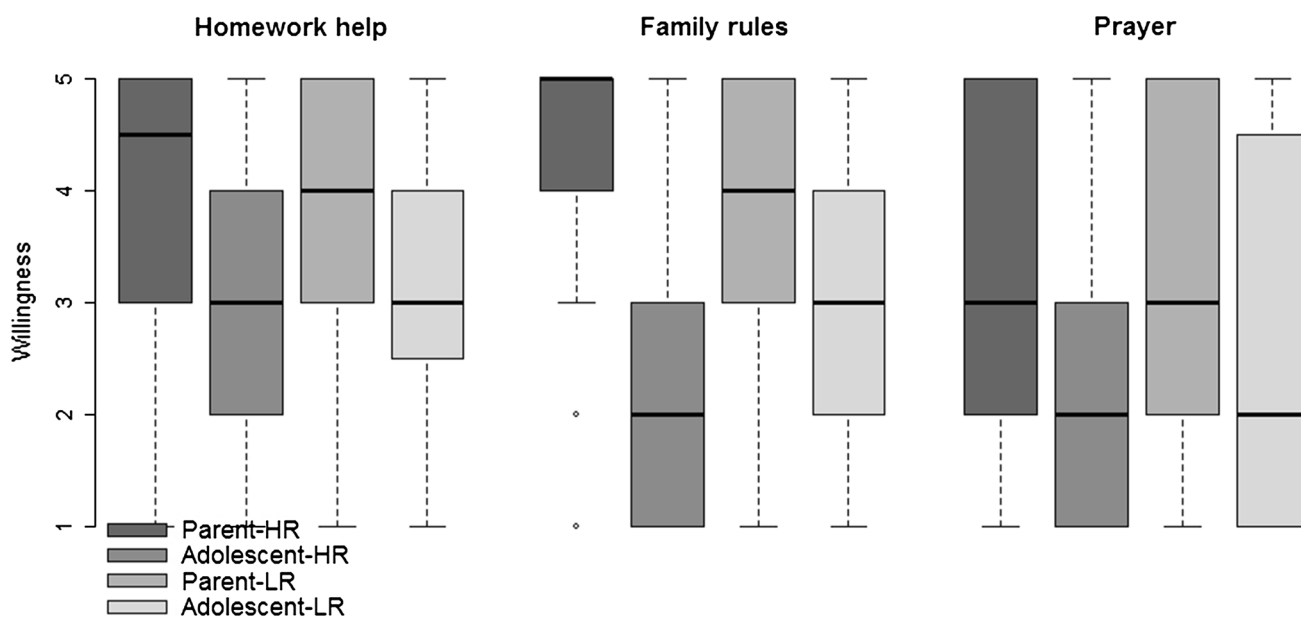 Homework help Family rules Prayer
Willingness
5
4
3
2
1
Parent-HR
Adolescent-HR
Parent-LR
Adolescent-LR